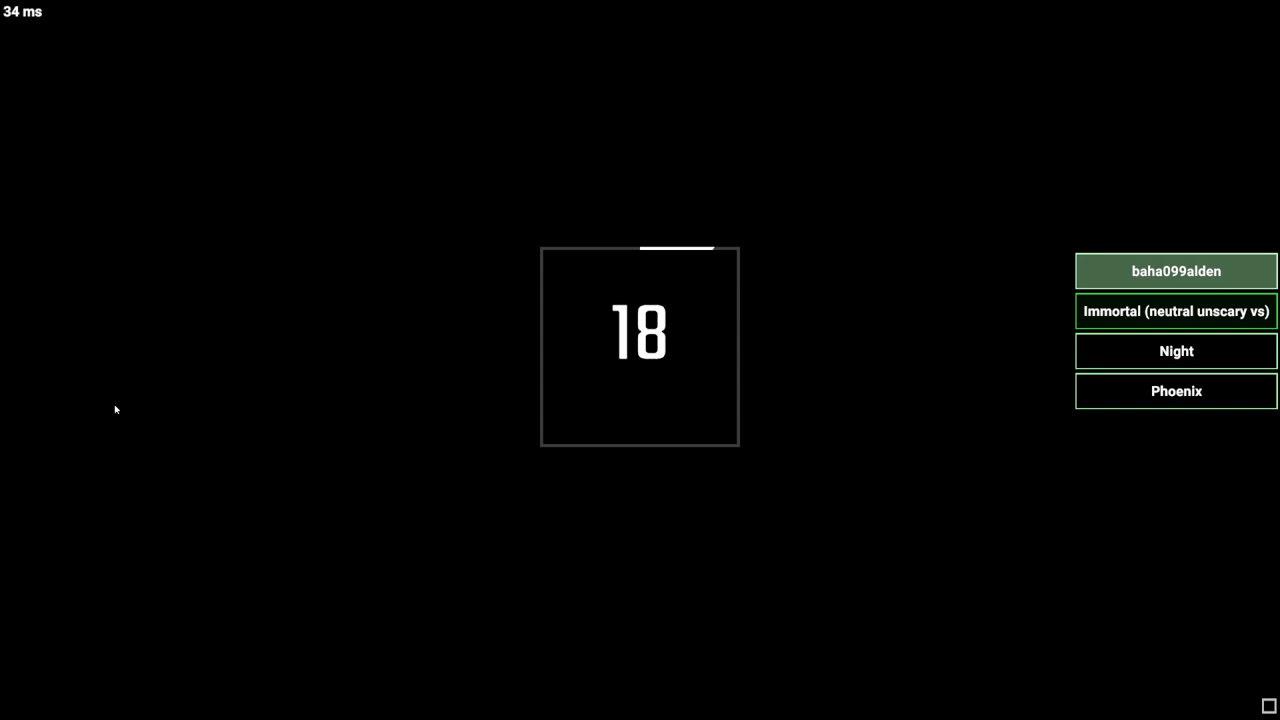 34 ms
18
baha099alden
Immortal (neutral unscary vs)
Night
Phoenix